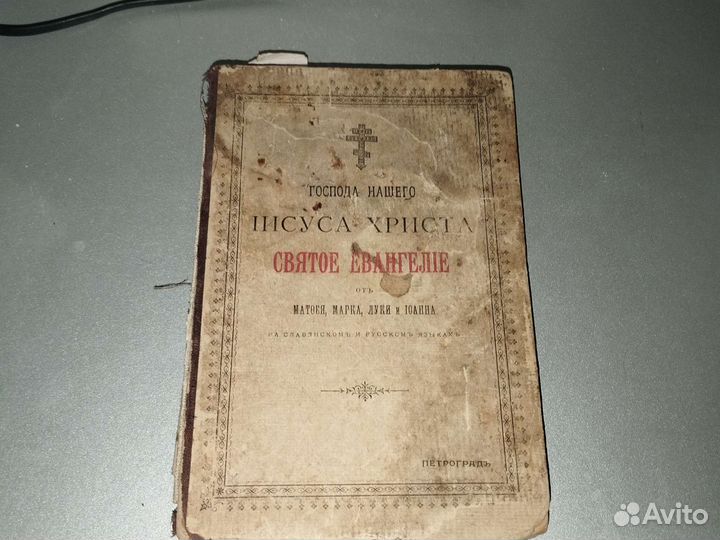 ГОСПОДА НАШЕГО
ІИСУСА ХРИСТА
СВЯТОЕ ЕВАНГЕЛІЕ
отъ
МАТѲЕЯ, МАРКА, ЛУКИ и ІОАННА
НА СЛАВЯНСКОМЪ И РУССКОМЪ ЯЗЫКАХЪ
ПЕТРОГРАДЪ
Avito